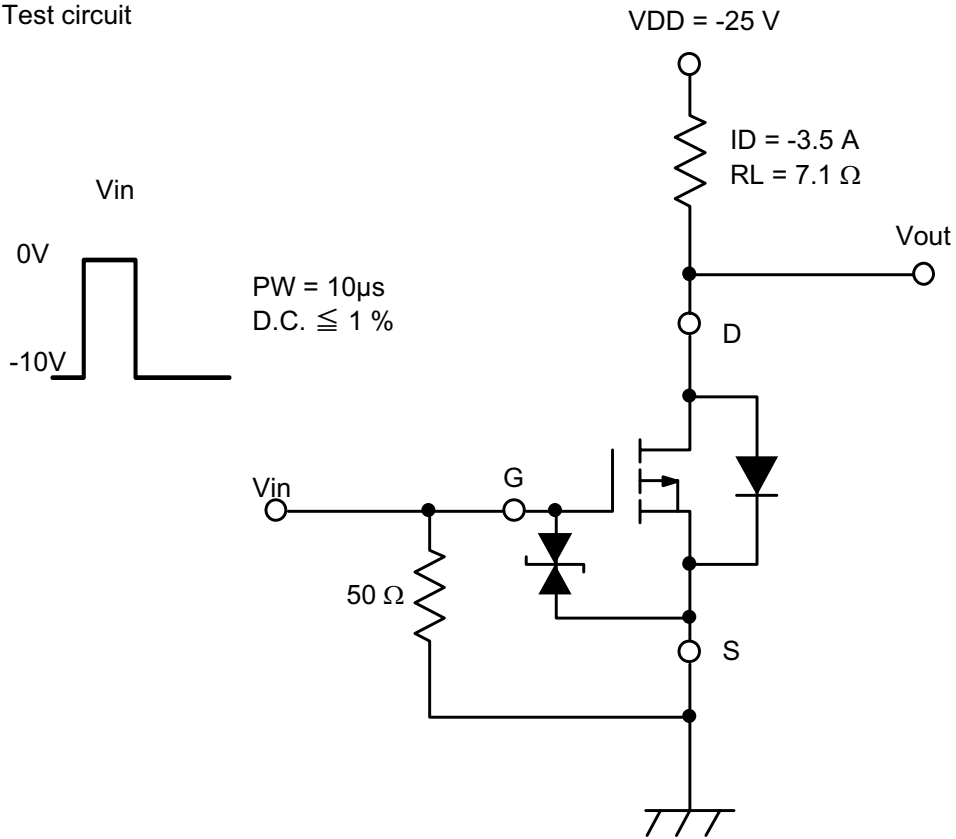 Test circuit
VDD = -25 V
ID = -3.5 A
RL = 7.1 Ω
Vin
0V
-10V
PW = 10µs
D.C. ≦ 1 %
Vout
D
Vin
G
50 Ω
S